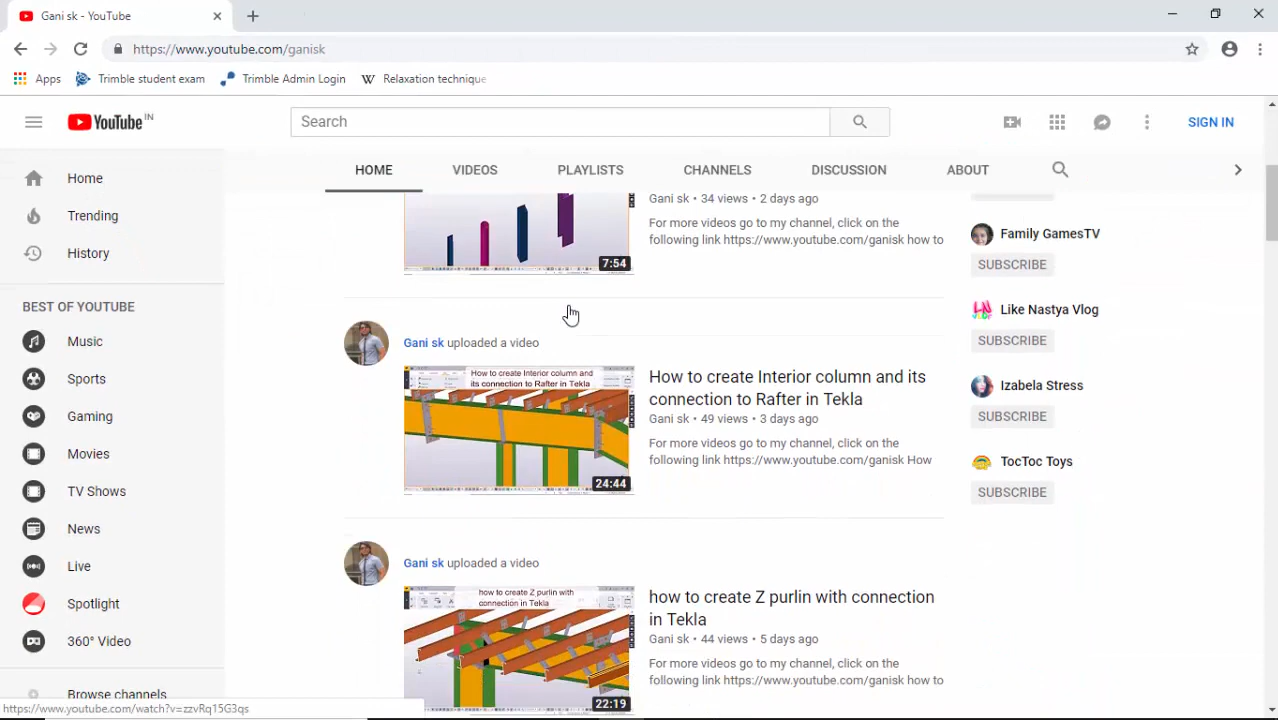 Gani sk - YouTube
https://www.youtube.com/ganisk
Apps Trimble student exam Trimble Admin Login Relaxation technique
YouTube IN
Search
SIGN IN
HOME VIDEOS PLAYLISTS CHANNELS DISCUSSION ABOUT
Home
Trending
History
BEST OF YOUTUBE
Music
Sports
Gaming
Movies
TV Shows
News
Live
Spotlight
360° Video
Browse channels
7:54
Gani sk • 34 views • 2 days ago
For more videos go to my channel, click on the
following link https://www.youtube.com/ganisk how to
Gani sk uploaded a video
How to create Interior column and
its connection to Rafter in Tekla
24:44
How to create Interior column and its
connection to Rafter in Tekla
Gani sk • 49 views • 3 days ago
For more videos go to my channel, click on the
following link https://www.youtube.com/ganisk How
Gani sk uploaded a video
how to create Z purlin with
connection in Tekla
22:19
how to create Z purlin with connection
in Tekla
Gani sk • 44 views • 5 days ago
For more videos go to my channel, click on the
following link https://www.youtube.com/ganisk how to
Family GamesTV
SUBSCRIBE
Like Nastya Vlog
SUBSCRIBE
Izabela Stress
SUBSCRIBE
TocToc Toys
SUBSCRIBE
https://www.youtube.com/watch?v=zzvRq15G3qs